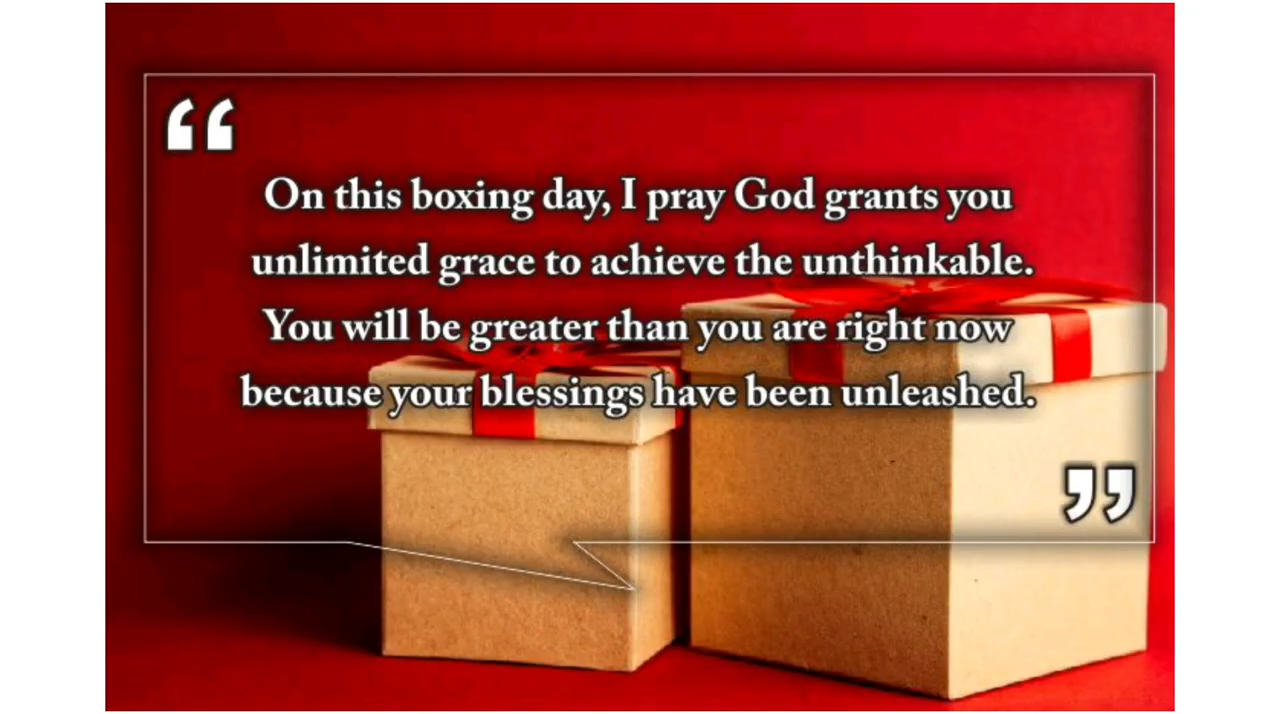 “
On this boxing day, I pray God grants you
unlimited grace to achieve the unthinkable.
You will be greater than you are right now
because your blessings have been unleashed.
”